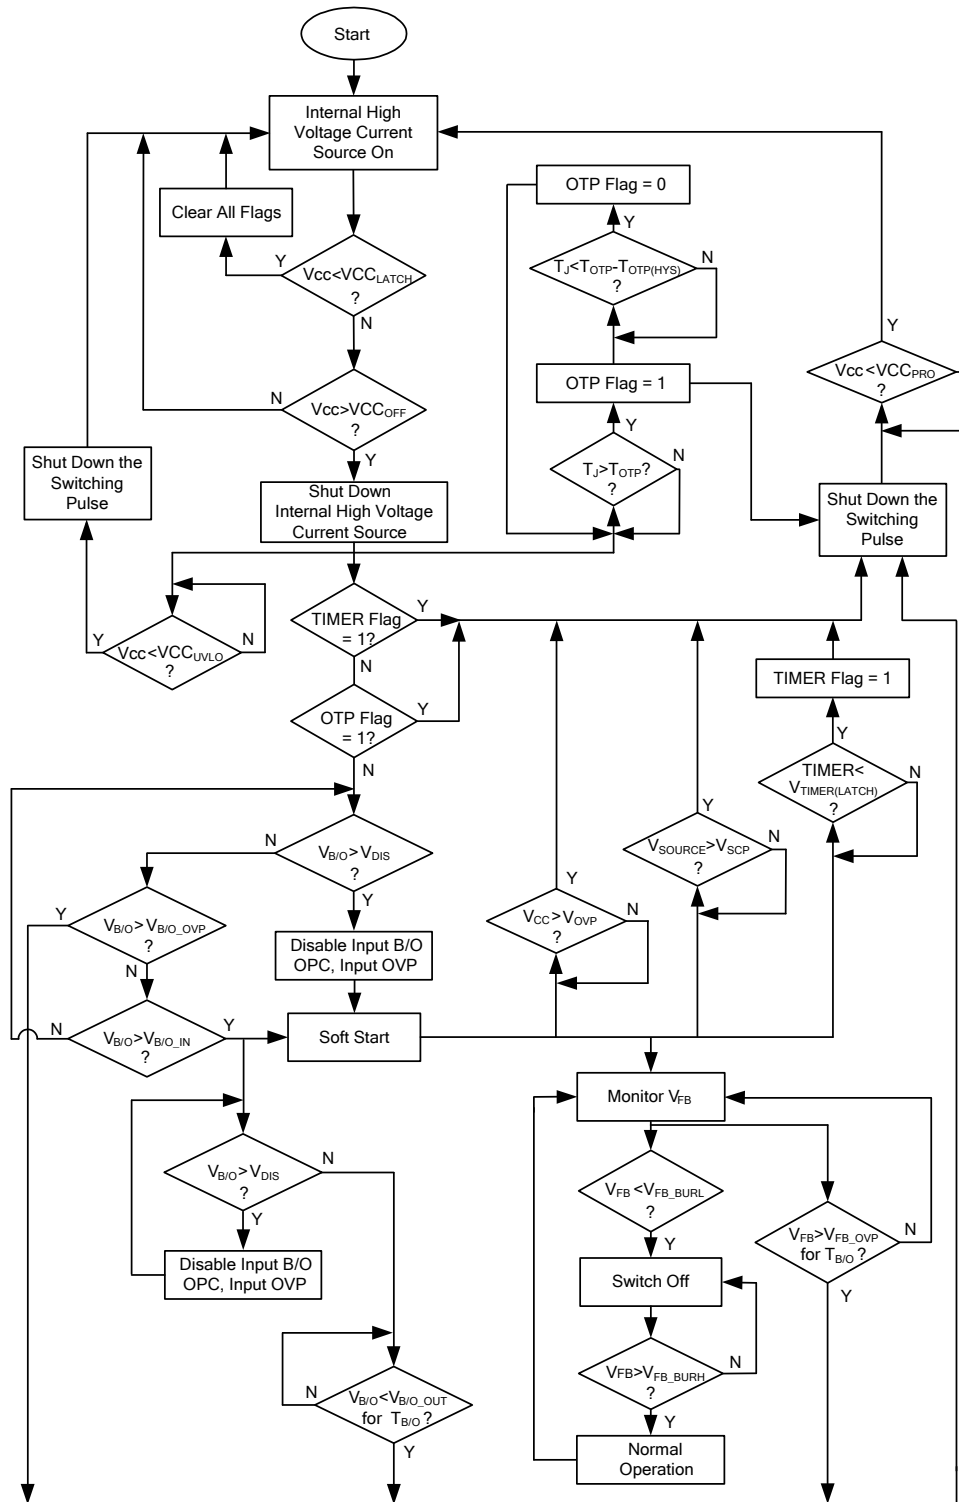 Start
Internal High
Voltage Current
Source On
OTP Flag = 0
Clear All Flags
Y
Y
Vcc<VCCLATCH
?
N
TJ<TOTP-TOTP(HYS)
?
N
Y
Vcc<VCCPRO
?
OTP Flag = 1
N
Vcc>VCCOFF
?
Y
Y
TJ>TOTP?
?
N
Shut Down the
Switching
Pulse
Shut Down
Internal High Voltage
Current Source
Shut Down the
Switching
Pulse
TIMER Flag
= 1?
Y
N
Y
Vcc<VCCUVLO
?
N
OTP Flag
= 1?
Y
N
TIMER Flag = 1
Y
TIMER<
VTIMER(LATCH)
?
N
N
VB/O>VDIS
?
Y
Y
VSOURCE>VSCP
?
N
Y
VB/O>VB/O_OVP
?
N
Y
VCC>VOVP
?
N
Disable Input B/O
OPC, Input OVP
N
VB/O>VB/O_IN
?
Y
Soft Start
Monitor VFB
VB/O>VDIS
?
N
Y
VFB<VFB_BURL
?
Y
VFB>VFB_OVP
for TB/O ?
N
Y
Disable Input B/O
OPC, Input OVP
Switch Off
VFB>VFB_BURH
?
N
Y
N
VB/O<VB/O_OUT
for TB/O ?
Y
Normal
Operation